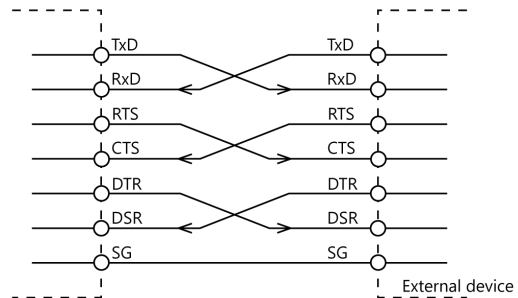 TxD TxD
RxD RxD
RTS RTS
CTS CTS
DTR DTR
DSR DSR
SG SG
External device